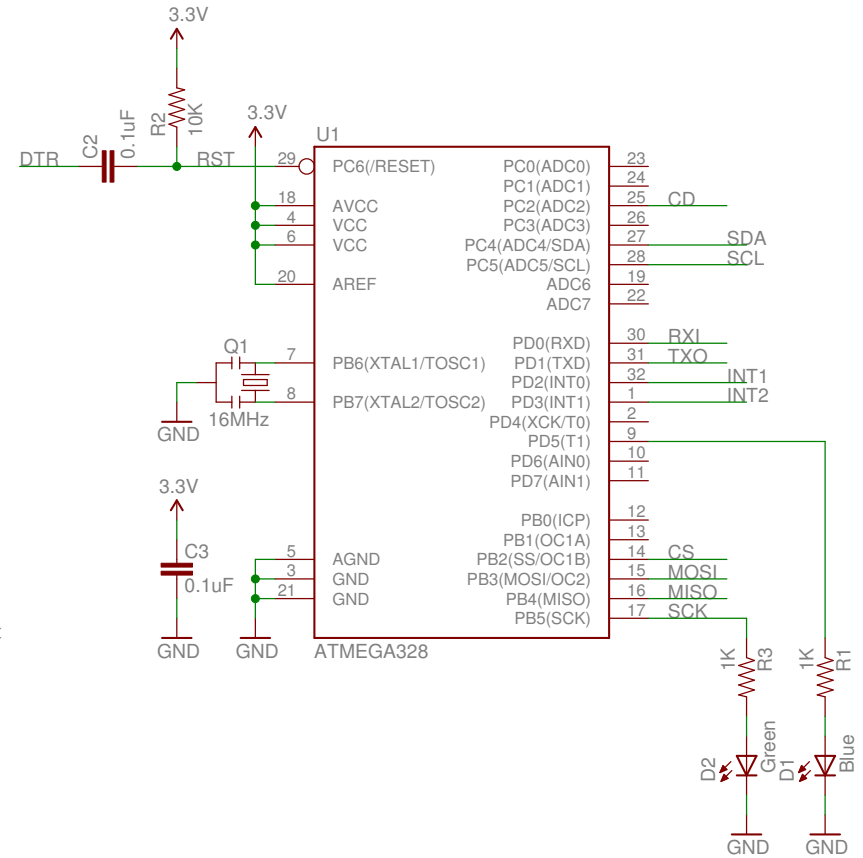 3.3V
R2
10K
DTR
C2
0.1uF
RST
3.3V
U1
29 PC6(/RESET)
18 AVCC
4 VCC
6 VCC
20 AREF
Q1
16MHz
GND
7 PB6(XTAL1/TOSC1)
8 PB7(XTAL2/TOSC2)
3.3V
C3
0.1uF
GND
5 AGND
3 GND
21 GND
GND
ATMEGA328
PC0(ADC0) 23
PC1(ADC1) 24
PC2(ADC2) 25 CD
PC3(ADC3) 26
PC4(ADC4/SDA) 27 SDA
PC5(ADC5/SCL) 28 SCL
ADC6 19
ADC7 22
PD0(RXD) 30 RXI
PD1(TXD) 31 TXO
PD2(INT0) 32 INT1
PD3(INT1) 1 INT2
PD4(XCK/T0) 2
PD5(T1) 9
PD6(AIN0) 10
PD7(AIN1) 11
PB0(ICP) 12
PB1(OC1A) 13
PB2(SS/OC1B) 14 CS
PB3(MOSI/OC2) 15 MOSI
PB4(MISO) 16 MISO
PB5(SCK) 17 SCK
1K
R3
1K
R1
D2
Green
D1
Blue
GND
GND